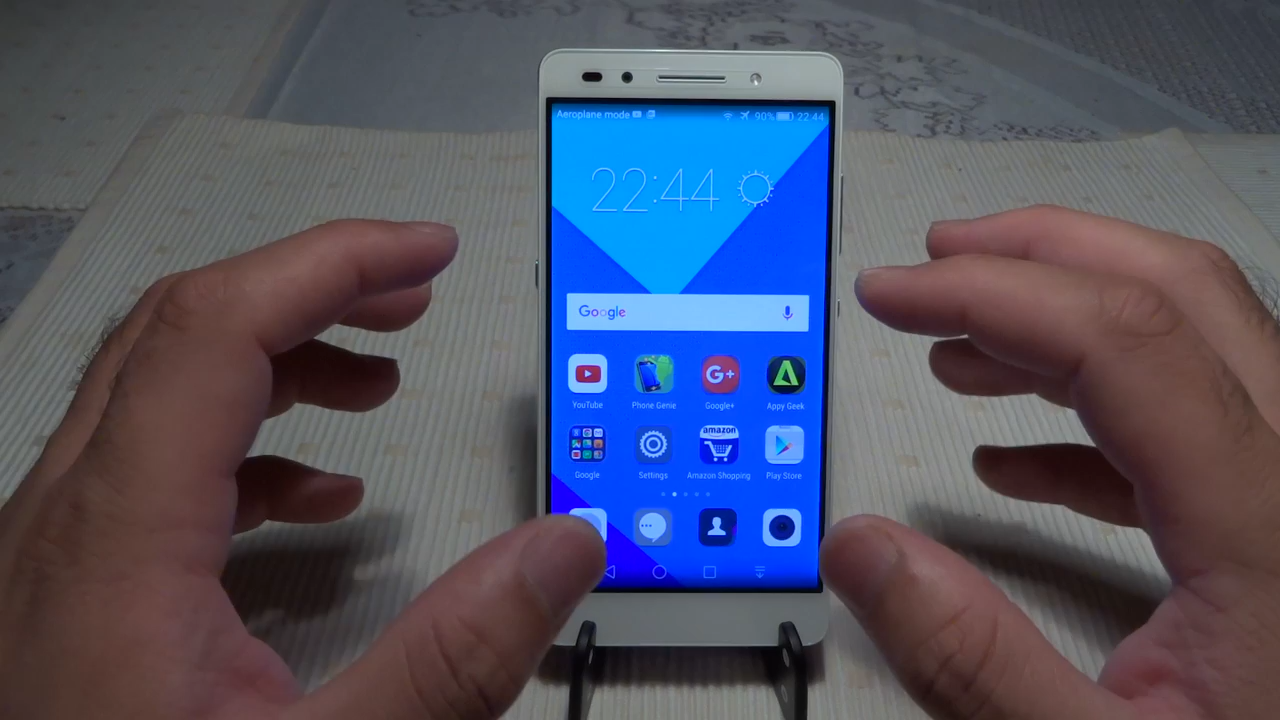 Aeroplane mode 90% 22:44
22:44
Google
YouTube Phone Genie Google+ Appy Geek
G+
amazon
Google Settings Amazon Shopping Play Store